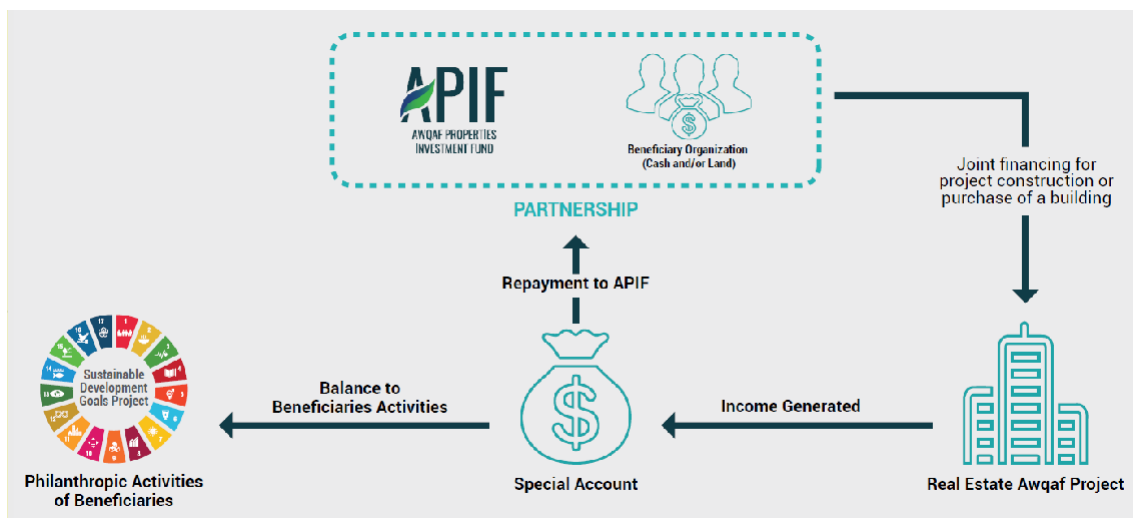 APIF
AWQAF PROPERTIES
INVESTMENT FUND
$
Beneficiary Organization
(Cash and/or Land)
PARTNERSHIP
Joint financing for
project construction or
purchase of a building
Repayment to APIF
Sustainable
Development
Goals Project
Balance to
Beneficiaries Activities
$
Income Generated
Philanthropic Activities
of Beneficiaries
Special Account
Real Estate Awqaf Project